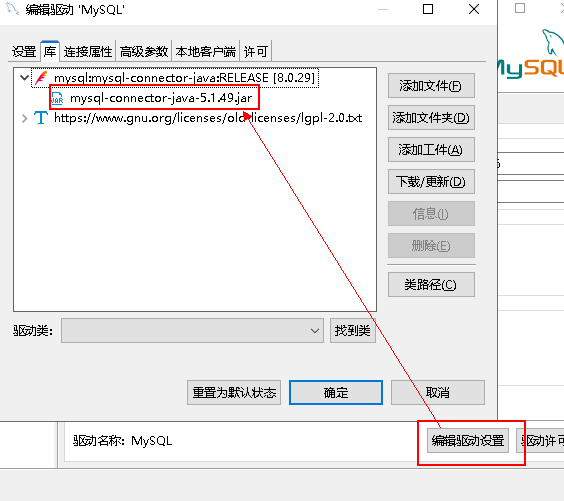 编辑驱动 'MySQL'
设置 库 连接属性 高级参数 本地客户端 许可
mysql:mysql-connector-java:RELEASE [8.0.29]
mysql-connector-java-5.1.49.jar
https://www.gnu.org/licenses/old-licenses/lgpl-2.0.txt
添加文件(F)
添加文件夹(D)
添加工件(A)
下载/更新(D)
信息(I)
删除(E)
类路径(C)
驱动类:
找到类
重置为默认状态 确定 取消
MySQL
驱动名称: MySQL
编辑驱动设置 驱动许可